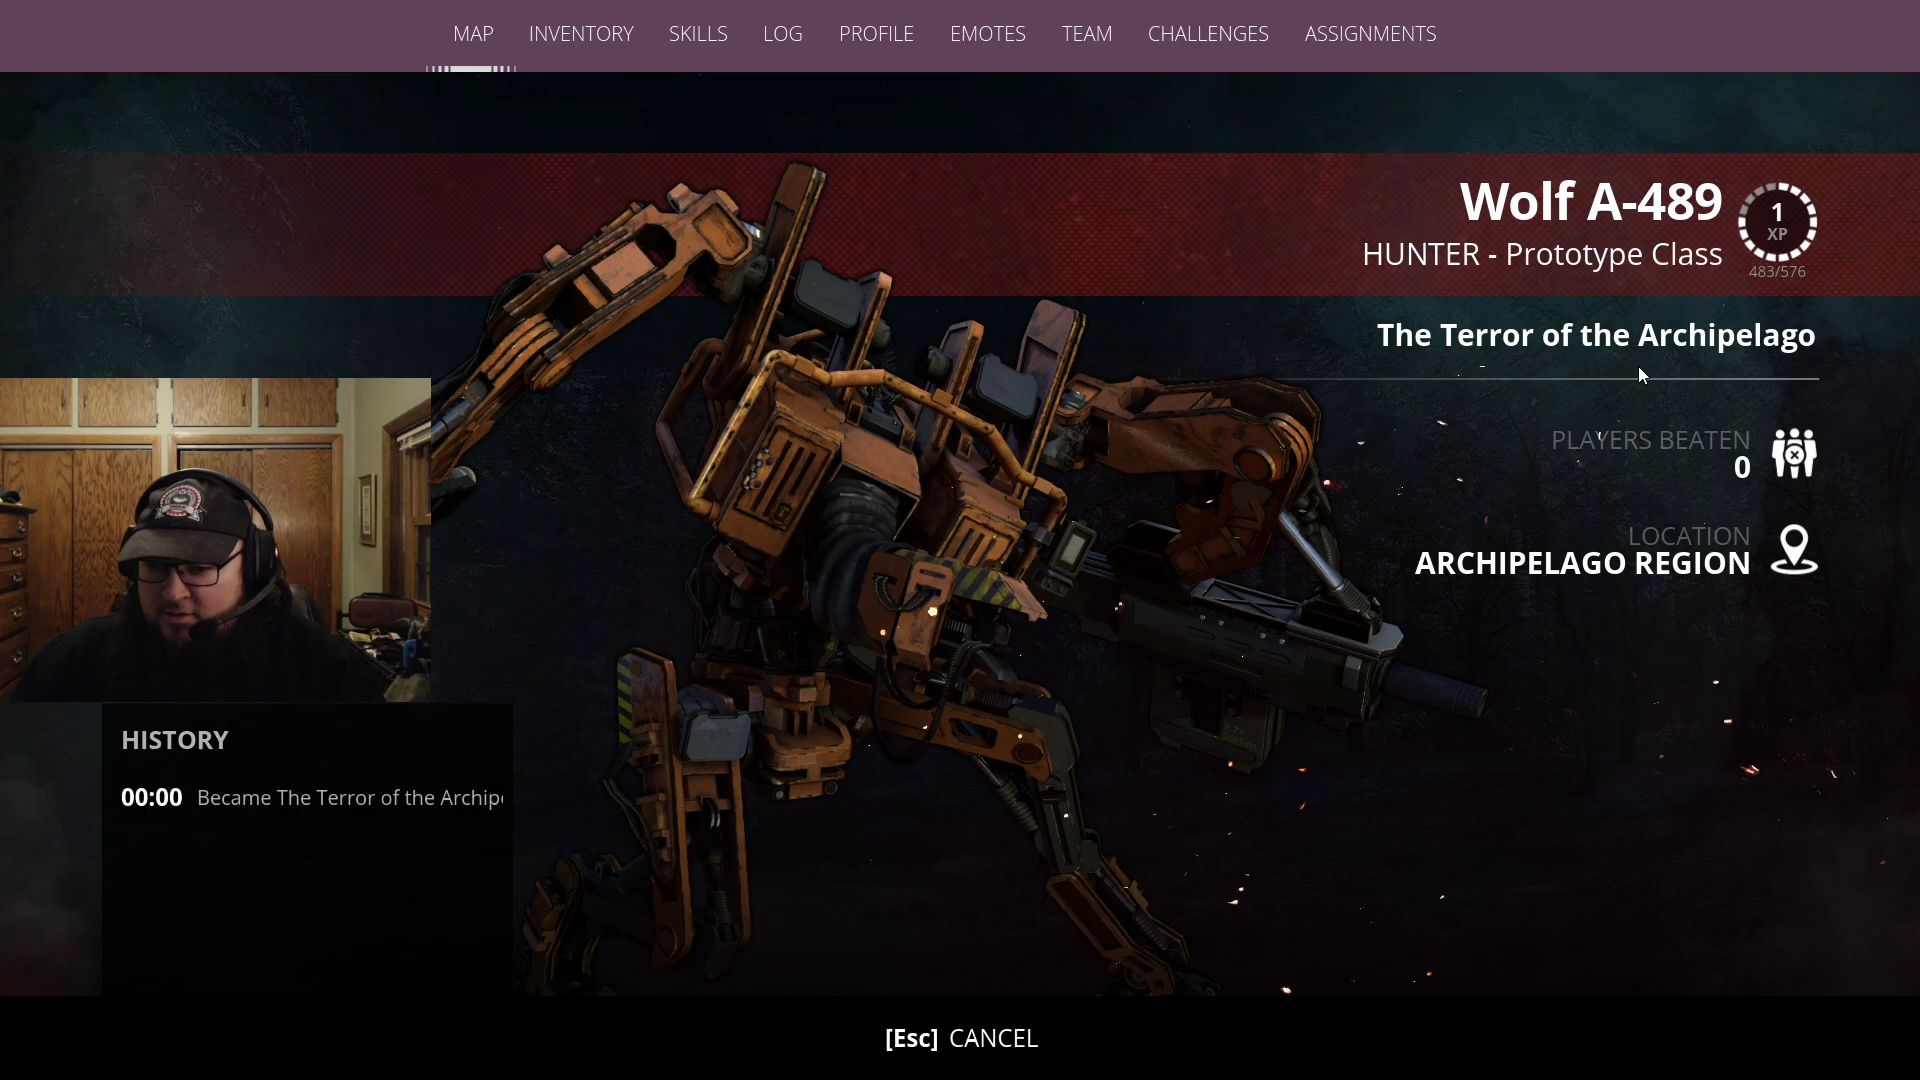 MAP INVENTORY SKILLS LOG PROFILE EMOTES TEAM CHALLENGES ASSIGNMENTS
Wolf A-489
HUNTER - Prototype Class
1
XP
483/576
The Terror of the Archipelago
PLAYERS BEATEN
0
LOCATION
ARCHIPELAGO REGION
HISTORY
00:00 Became The Terror of the Archip
[Esc] CANCEL